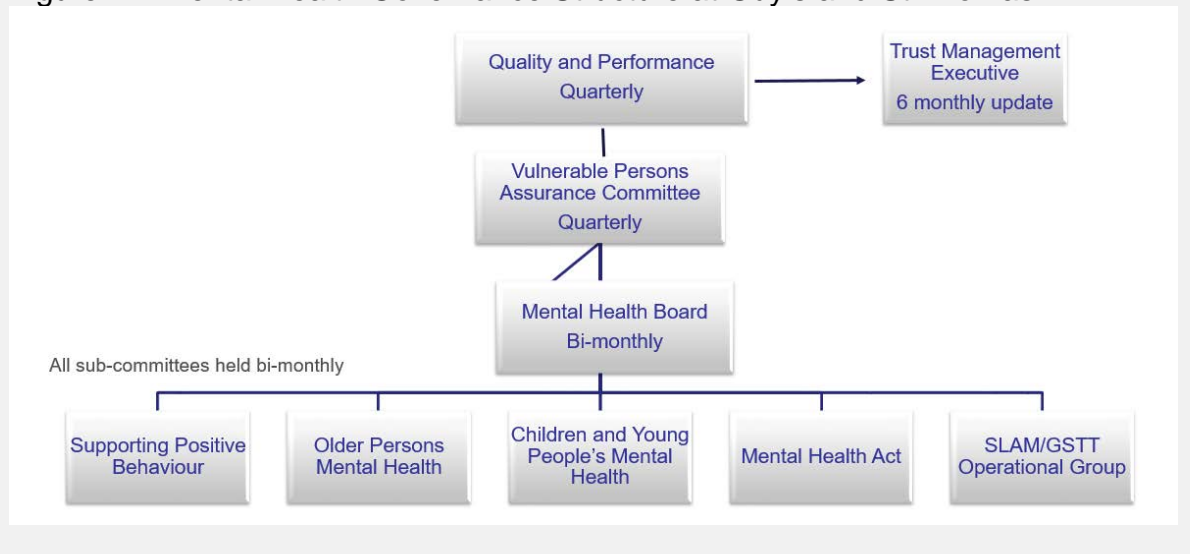 Quality and Performance
Quarterly
Trust Management
Executive
6 monthly update
Vulnerable Persons
Assurance Committee
Quarterly
Mental Health Board
Bi-monthly
All sub-committees held bi-monthly
Supporting Positive
Behaviour
Older Persons
Mental Health
Children and Young
People's Mental
Health
Mental Health Act
SLAM/GSTT
Operational Group